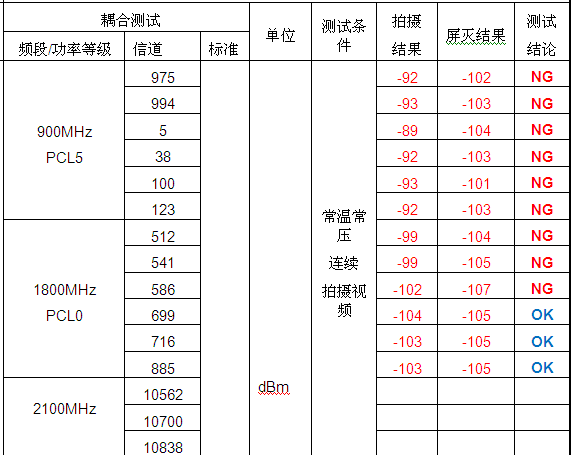 耦合测试 单位 测试条件 拍摄结果 屏灭结果 测试结论
频段/功率等级 信道 标准
900MHz PCL5
975 -92 -102 NG
994 -93 -103 NG
5 -89 -104 NG
38 -92 -103 NG
100 -93 -101 NG
123 -92 -103 NG
1800MHz PCL0
512 -99 -104 NG
541 -99 -105 NG
586 -102 -107 NG
699 -104 -105 OK
716 -103 -105 OK
885 -103 -105 OK
dBm
常温常压
连续
拍摄视频
2100MHz
10562
10700
10838